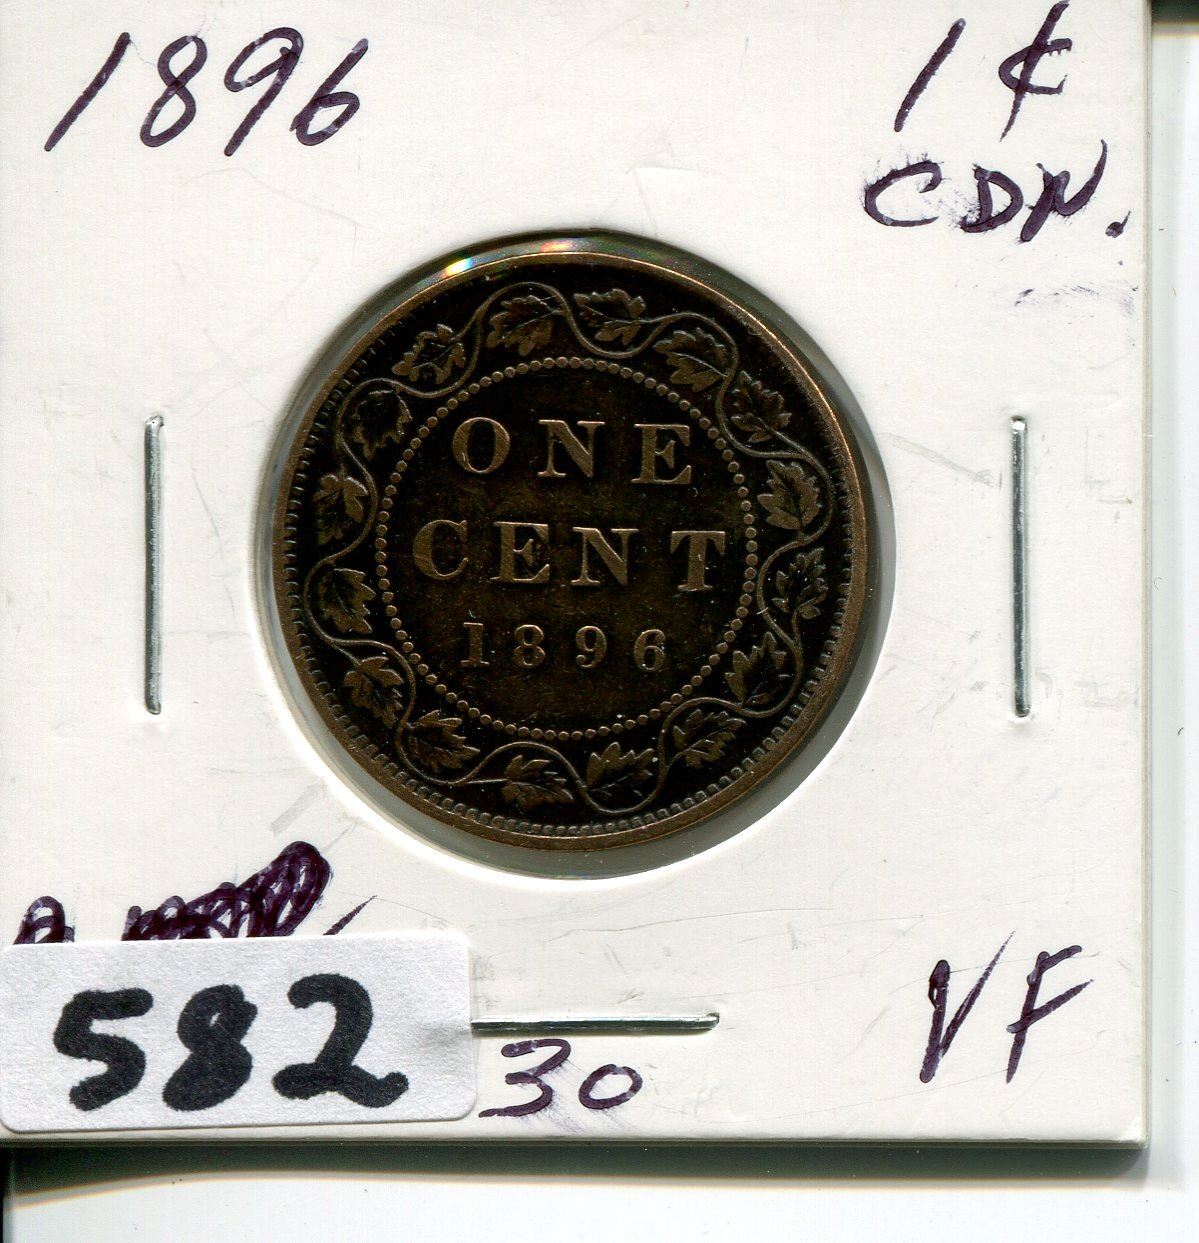 1896
1¢
CDN.
ONE
CENT
1896
582
30
VF